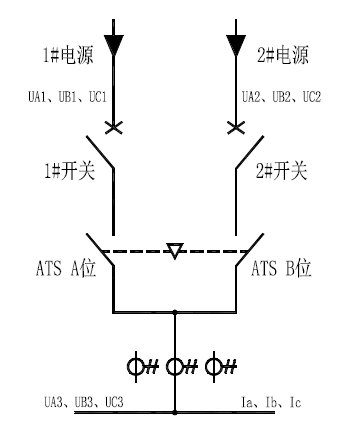 1#电源 2#电源
UA1、UB1、UC1 UA2、UB2、UC2
1#开关 2#开关
ATS A位 ATS B位
# # #
UA3、UB3、UC3 Ia、Ib、Ic